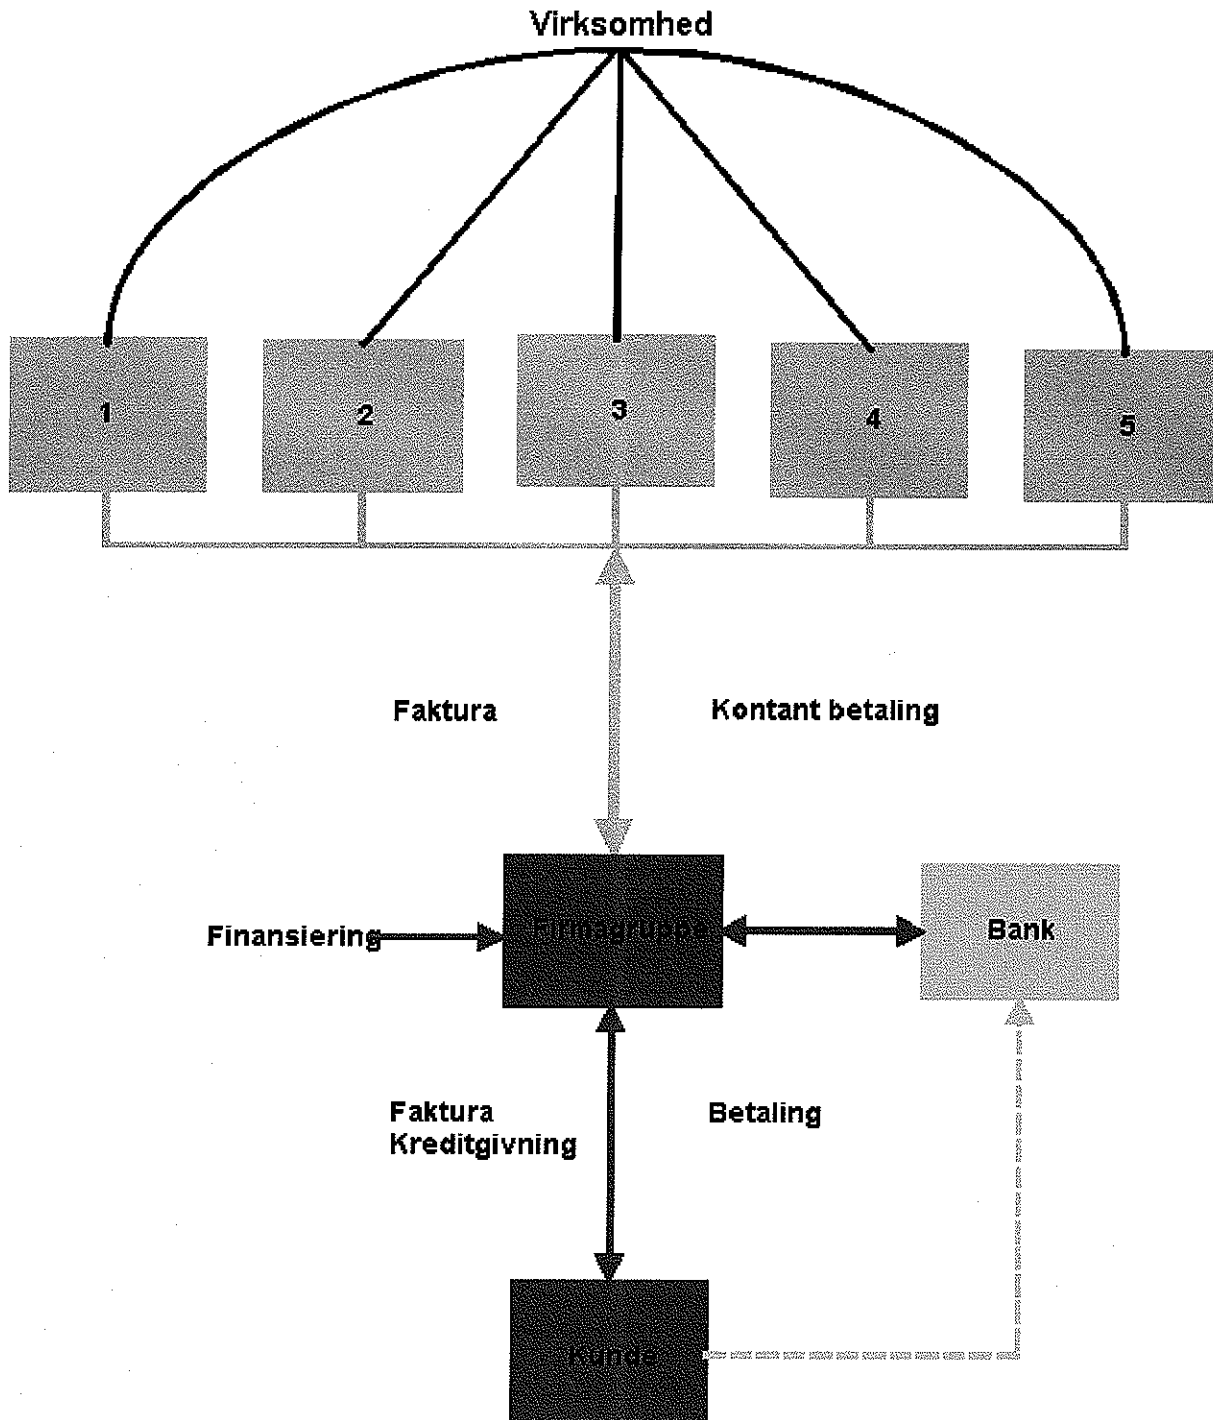 Virksomhed
1
2
3
4
5
Faktura
Kontant betaling
Finansiering
Firmagruppe
Bank
Faktura
Kreditgivning
Betaling
Kunde